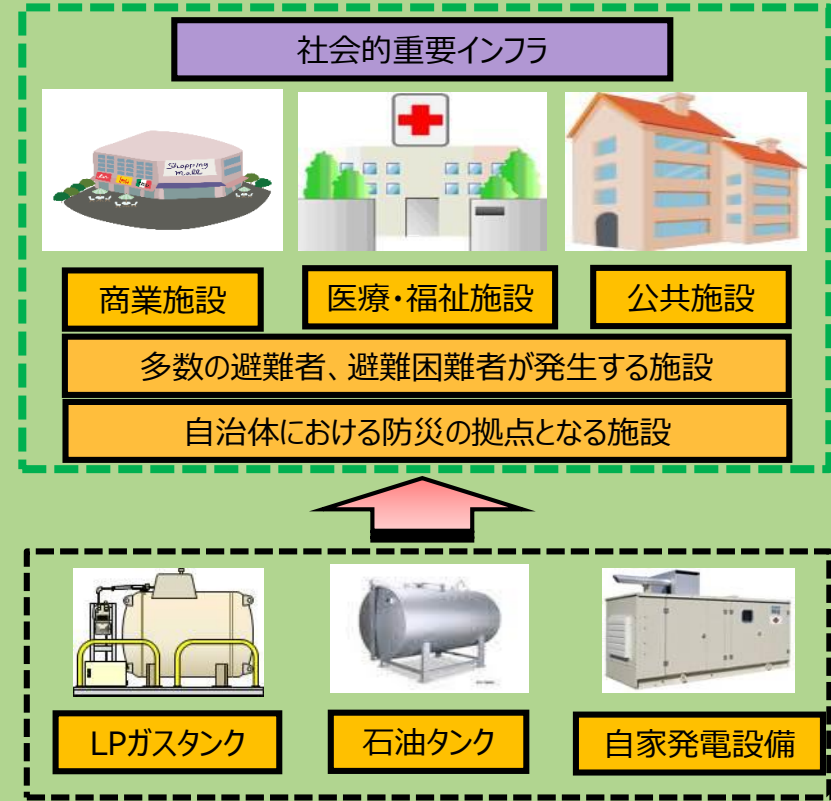 社会的重要インフラ
Shopping
Mall
商業施設
医療・福祉施設
公共施設
多数の避難者、避難困難者が発生する施設
自治体における防災の拠点となる施設
LPガスタンク
石油タンク
自家発電設備